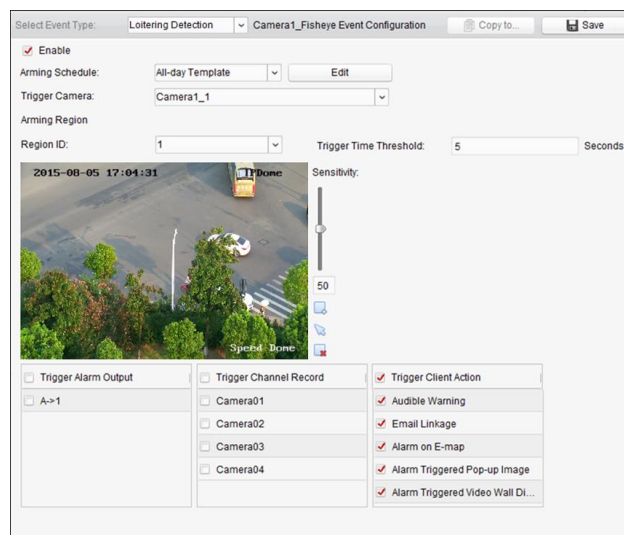 Select Event Type: Loitering Detection Camera1_Fisheye Event Configuration Copy to... Save
Enable
Arming Schedule: All-day Template Edit
Trigger Camera: Camera1_1
Arming Region
Region ID: 1 Trigger Time Threshold: 5 Seconds
2015-08-05 17:04:31 IPDome Sensitivity:
50
Speed Dome
Trigger Alarm Output Trigger Channel Record Trigger Client Action
A->1 Camera01 Audible Warning
Camera02 Email Linkage
Camera03 Alarm on E-map
Camera04 Alarm Triggered Pop-up Image
Alarm Triggered Video Wall Di...